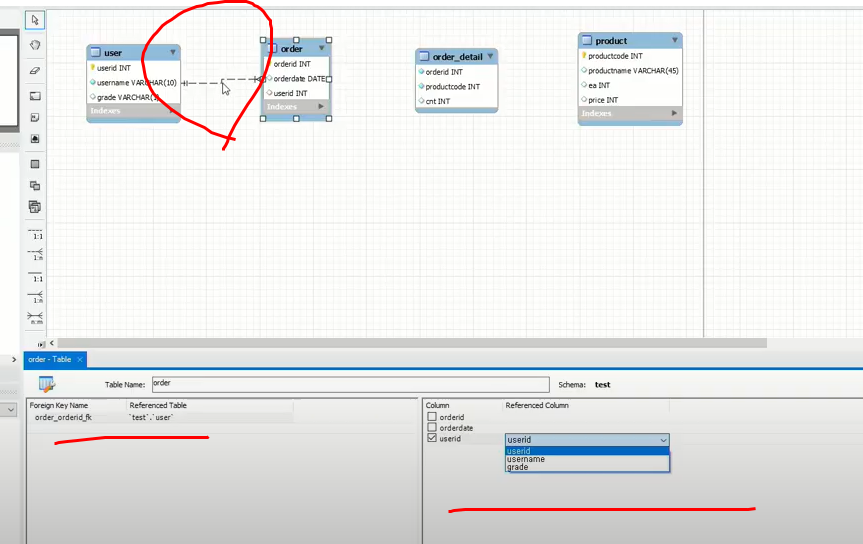 user
userid INT
username VARCHAR(10)
Indexes
order
orderid INT
orderdate DATE
userid INT
Indexes
order_detail
orderid INT
productcode INT
cnt INT
product
productcode INT
productname VARCHAR(45)
ea INT
price INT
Indexes
1:1
1:n
1:1
1:n
n:m
order - Table
Table Name:
order
Schema:
test
Foreign Key Name
Referenced Table
order_orderid_fk
`test`.`user`
Column
Referenced Column
orderid
orderdate
userid
userid
userid
username
grade